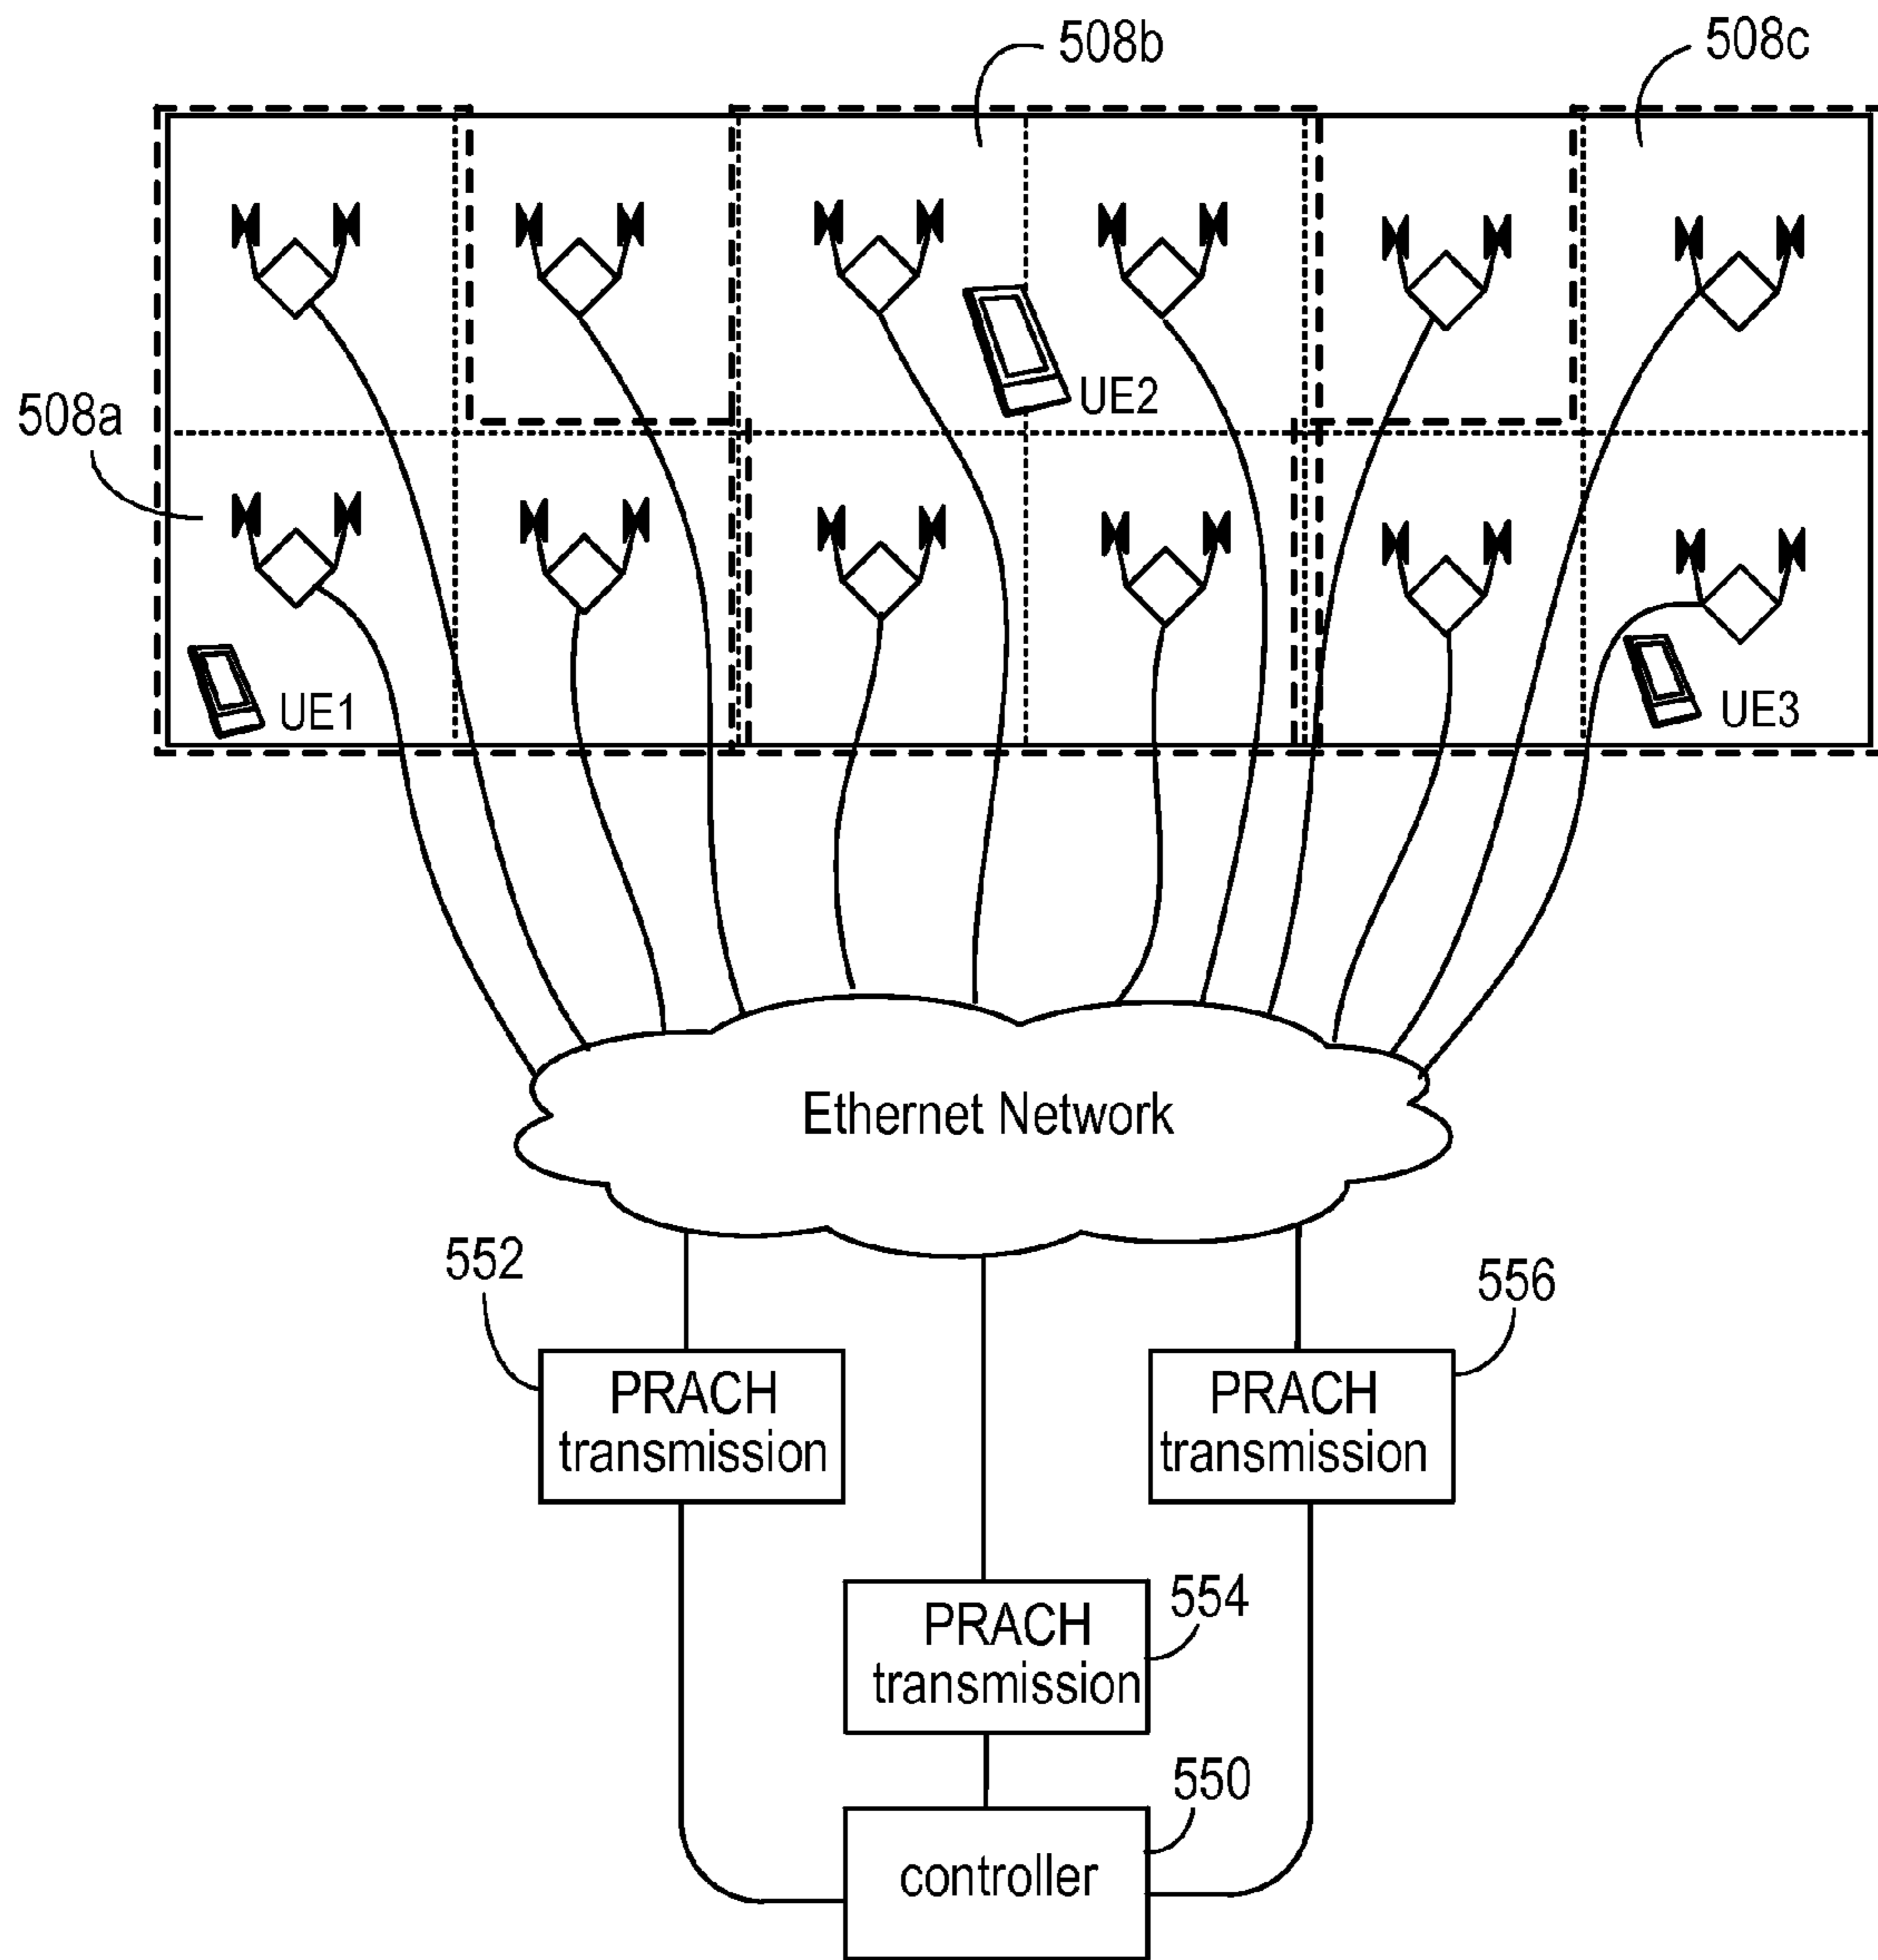 508b
508c
508a
UE2
UE1
UE3
Ethernet Network
552
556
PRACH
transmission
PRACH
transmission
554
PRACH
transmission
550
controller